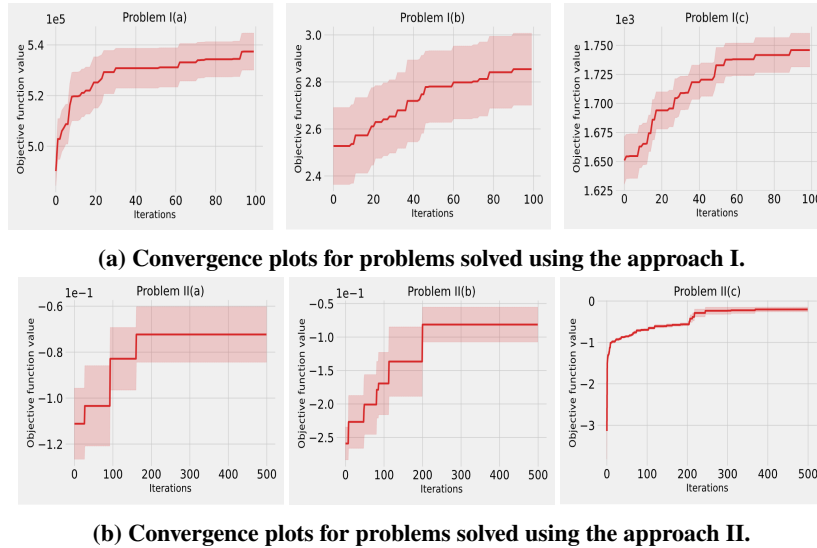 Problem I(a)
1e5
Objective function value
5.4
5.2
5.0
0 20 40 60 80 100
Iterations
Problem I(b)
Objective function value
3.0
2.8
2.6
2.4
0 20 40 60 80 100
Iterations
Problem I(c)
1e3
Objective function value
1.750
1.725
1.700
1.675
1.650
1.625
0 20 40 60 80 100
Iterations
(a) Convergence plots for problems solved using the approach I.
Problem II(a)
1e−1
Objective function value
−0.6
−0.8
−1.0
−1.2
0 100 200 300 400 500
Iterations
Problem II(b)
1e−1
Objective function value
−0.5
−1.0
−1.5
−2.0
−2.5
0 100 200 300 400 500
Iterations
Problem II(c)
Objective function value
0
−1
−2
−3
0 100 200 300 400 500
Iterations
(b) Convergence plots for problems solved using the approach II.